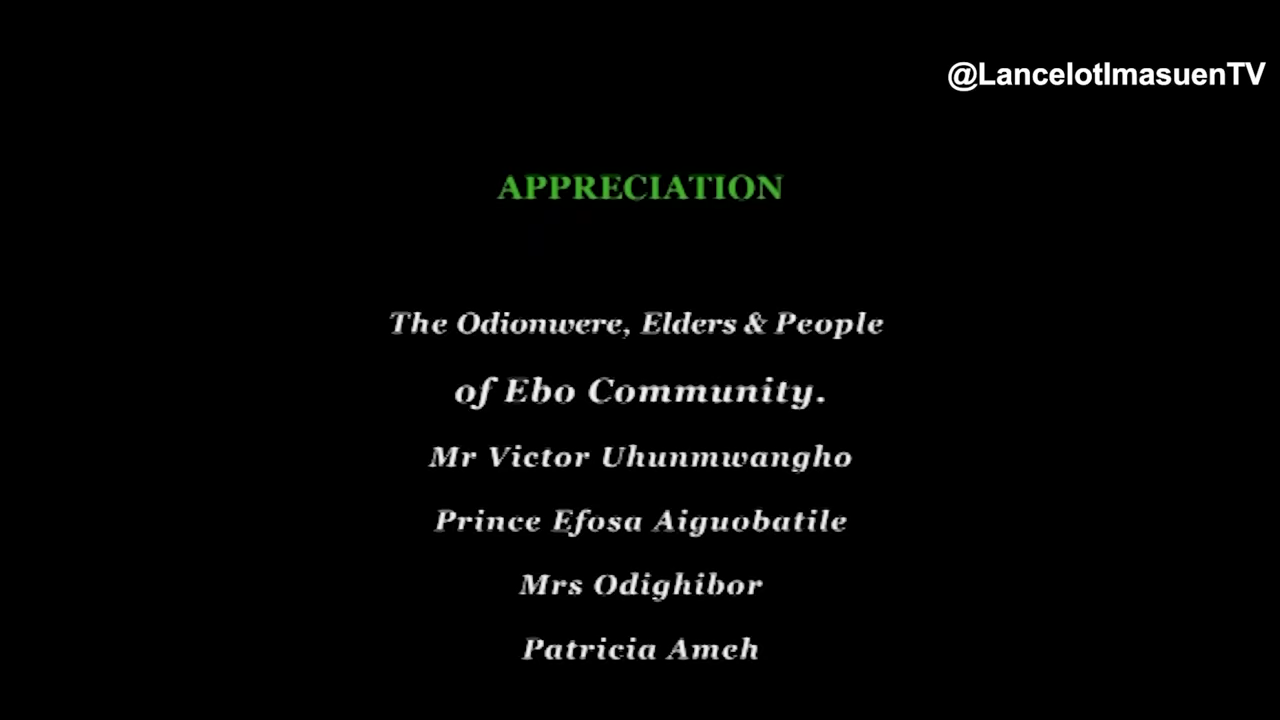 @LancelotImasuenTV
APPRECIATION
The Odionwere, Elders & People
of Ebo Community.
Mr Victor Uhunmwangho
Prince Efosa Aiguobatile
Mrs Odighibor
Patricia Ameh